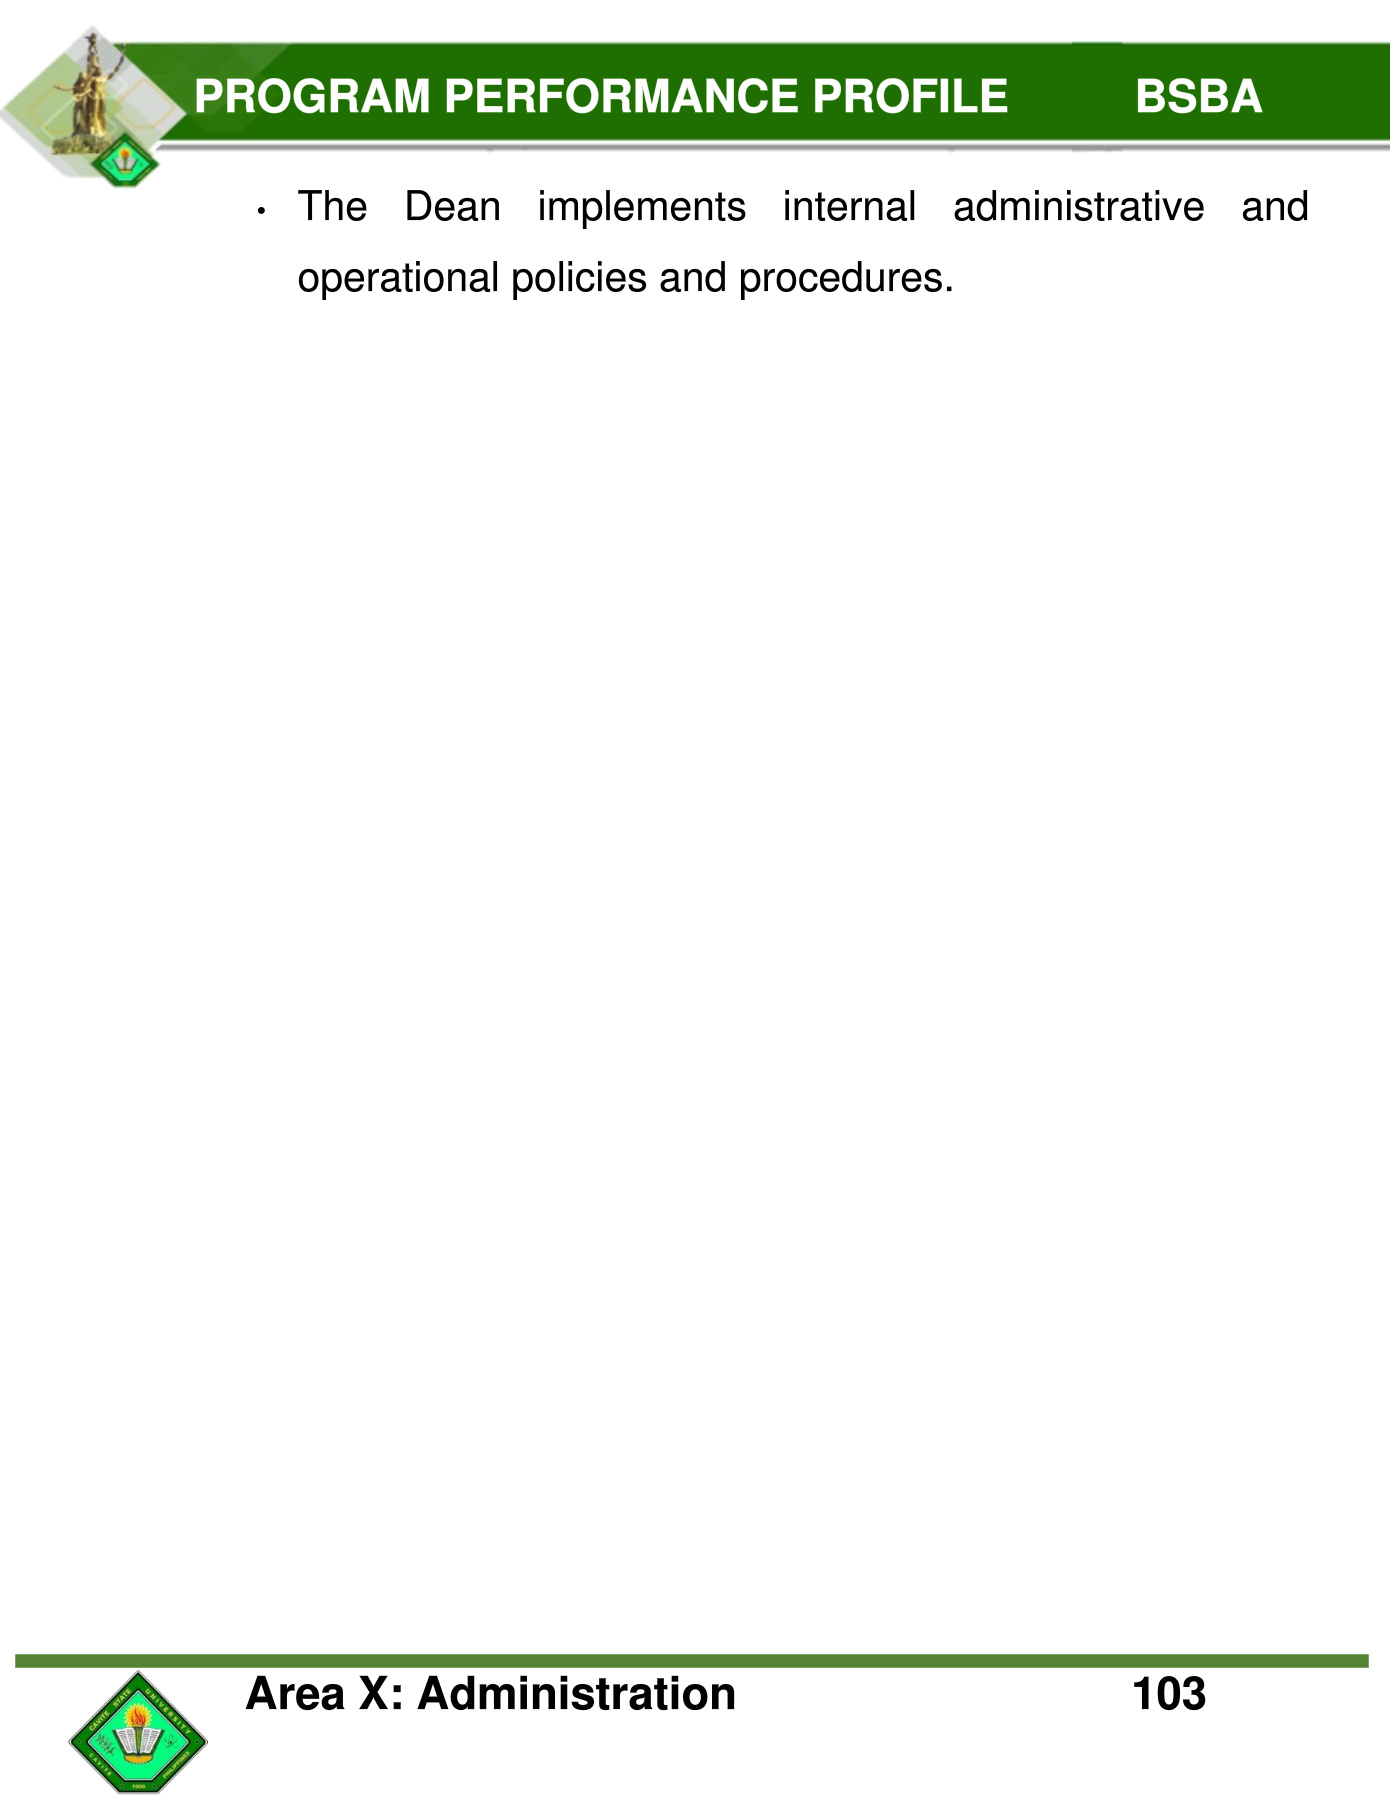 PROGRAM PERFORMANCE PROFILE BSBA
• The Dean implements internal administrative and
operational policies and procedures.
Area X: Administration 103
CAVITE STATE UNIVERSITY
CAVITE PHILIPPINES
1906